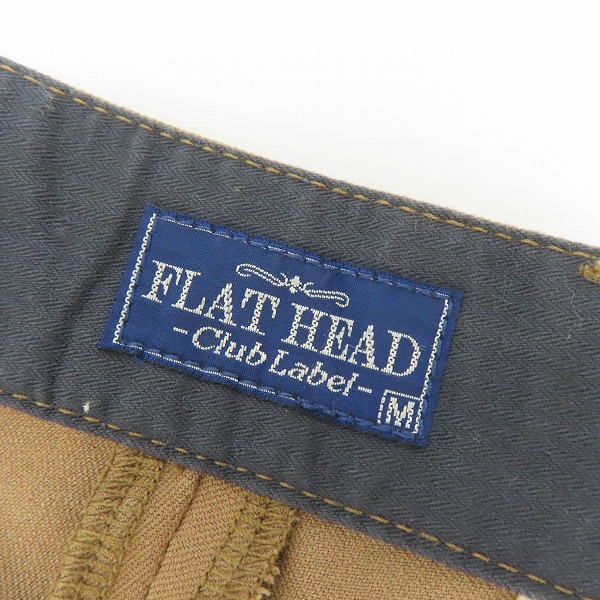 FLAT HEAD
-Club Label-
M